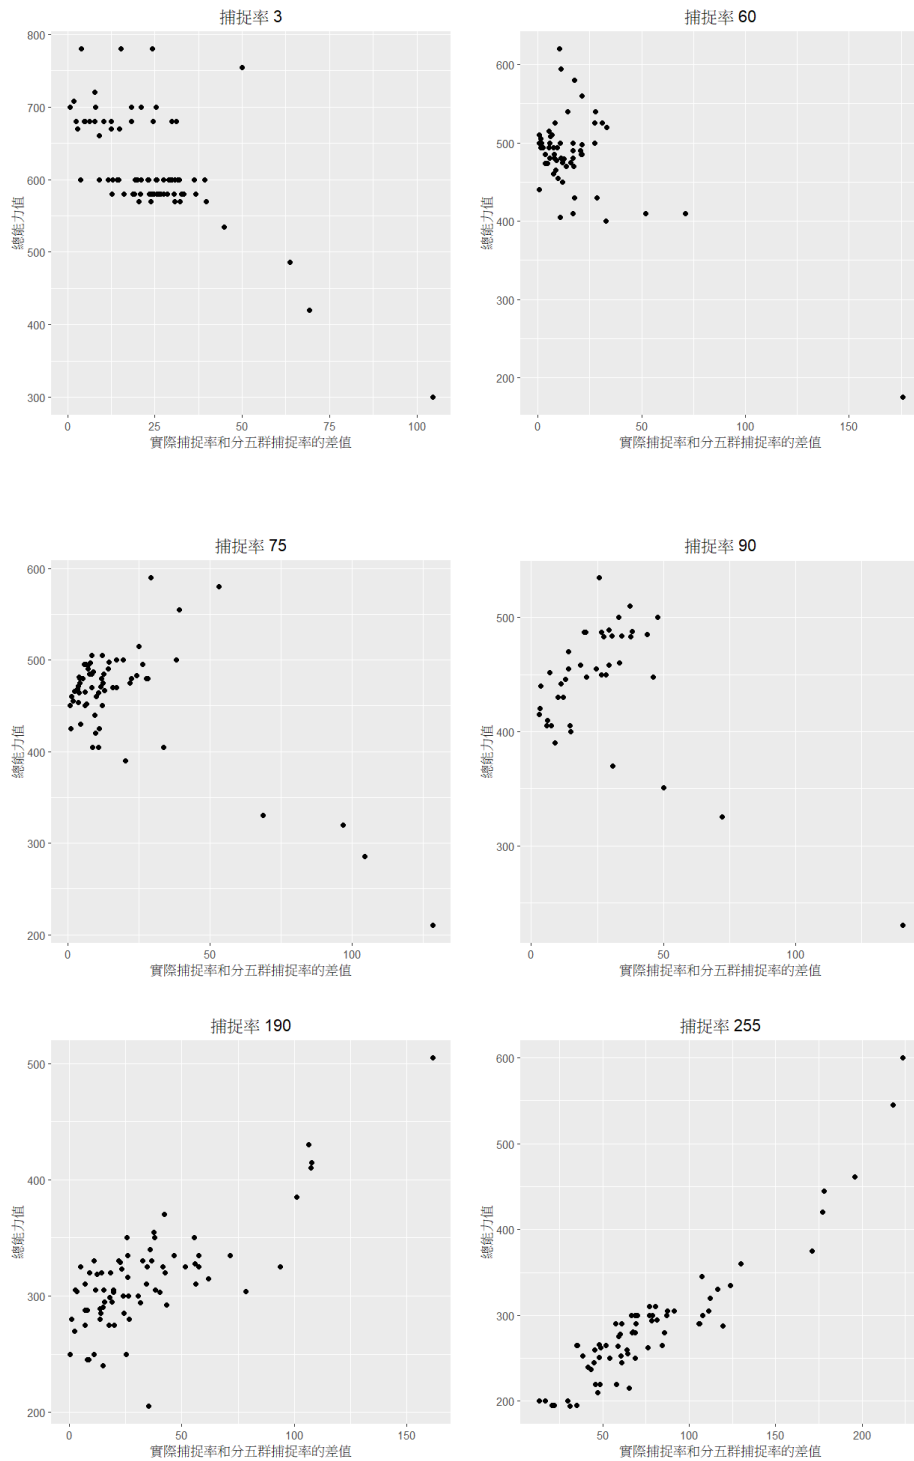 捕捉率 3
800
700
600
500
400
300
總能力值
0 25 50 75 100
實際捕捉率和分五群捕捉率的差值
捕捉率 60
600
500
400
300
200
總能力值
0 50 100 150
實際捕捉率和分五群捕捉率的差值
捕捉率 75
600
500
400
300
200
總能力值
0 50 100
實際捕捉率和分五群捕捉率的差值
捕捉率 90
500
400
300
總能力值
0 50 100
實際捕捉率和分五群捕捉率的差值
捕捉率 190
500
400
300
200
總能力值
0 50 100 150
實際捕捉率和分五群捕捉率的差值
捕捉率 255
600
500
400
300
200
總能力值
50 100 150 200
實際捕捉率和分五群捕捉率的差值